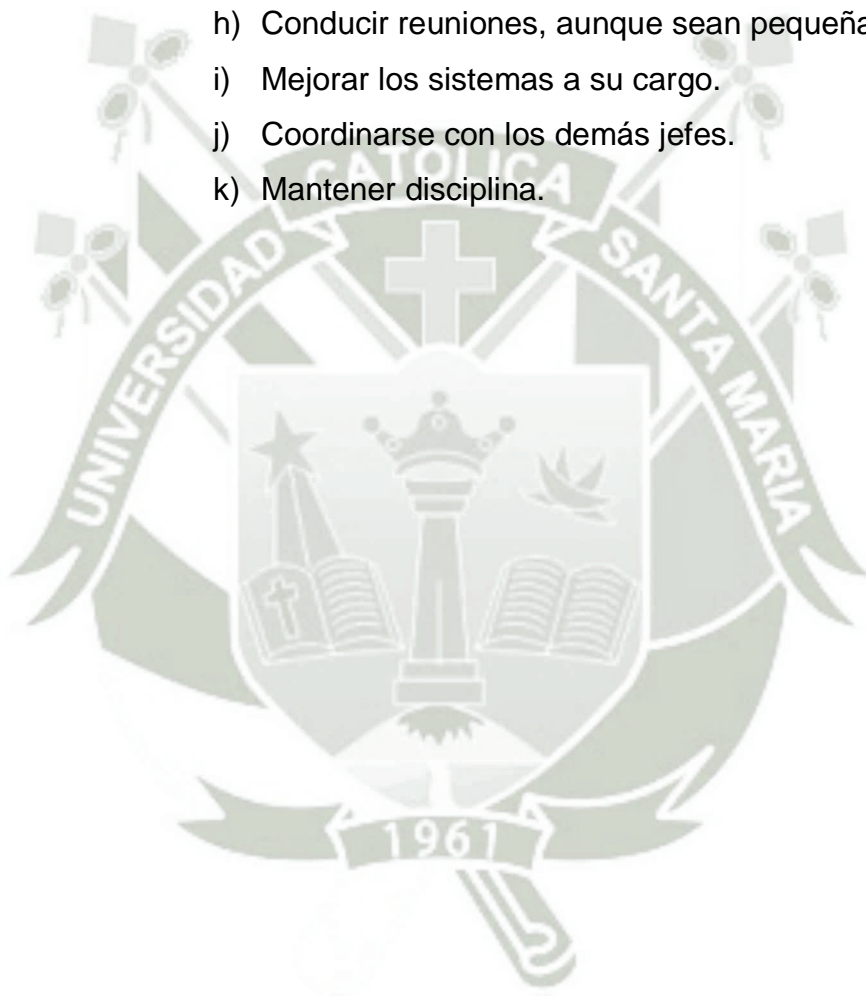 h) Conducir reuniones, aunque sean pequeña
i) Mejorar los sistemas a su cargo.
j) Coordinarse con los demás jefes.
k) Mantener disciplina.
UNIVERSIDAD CATOLICA SANTA MARIA
1961